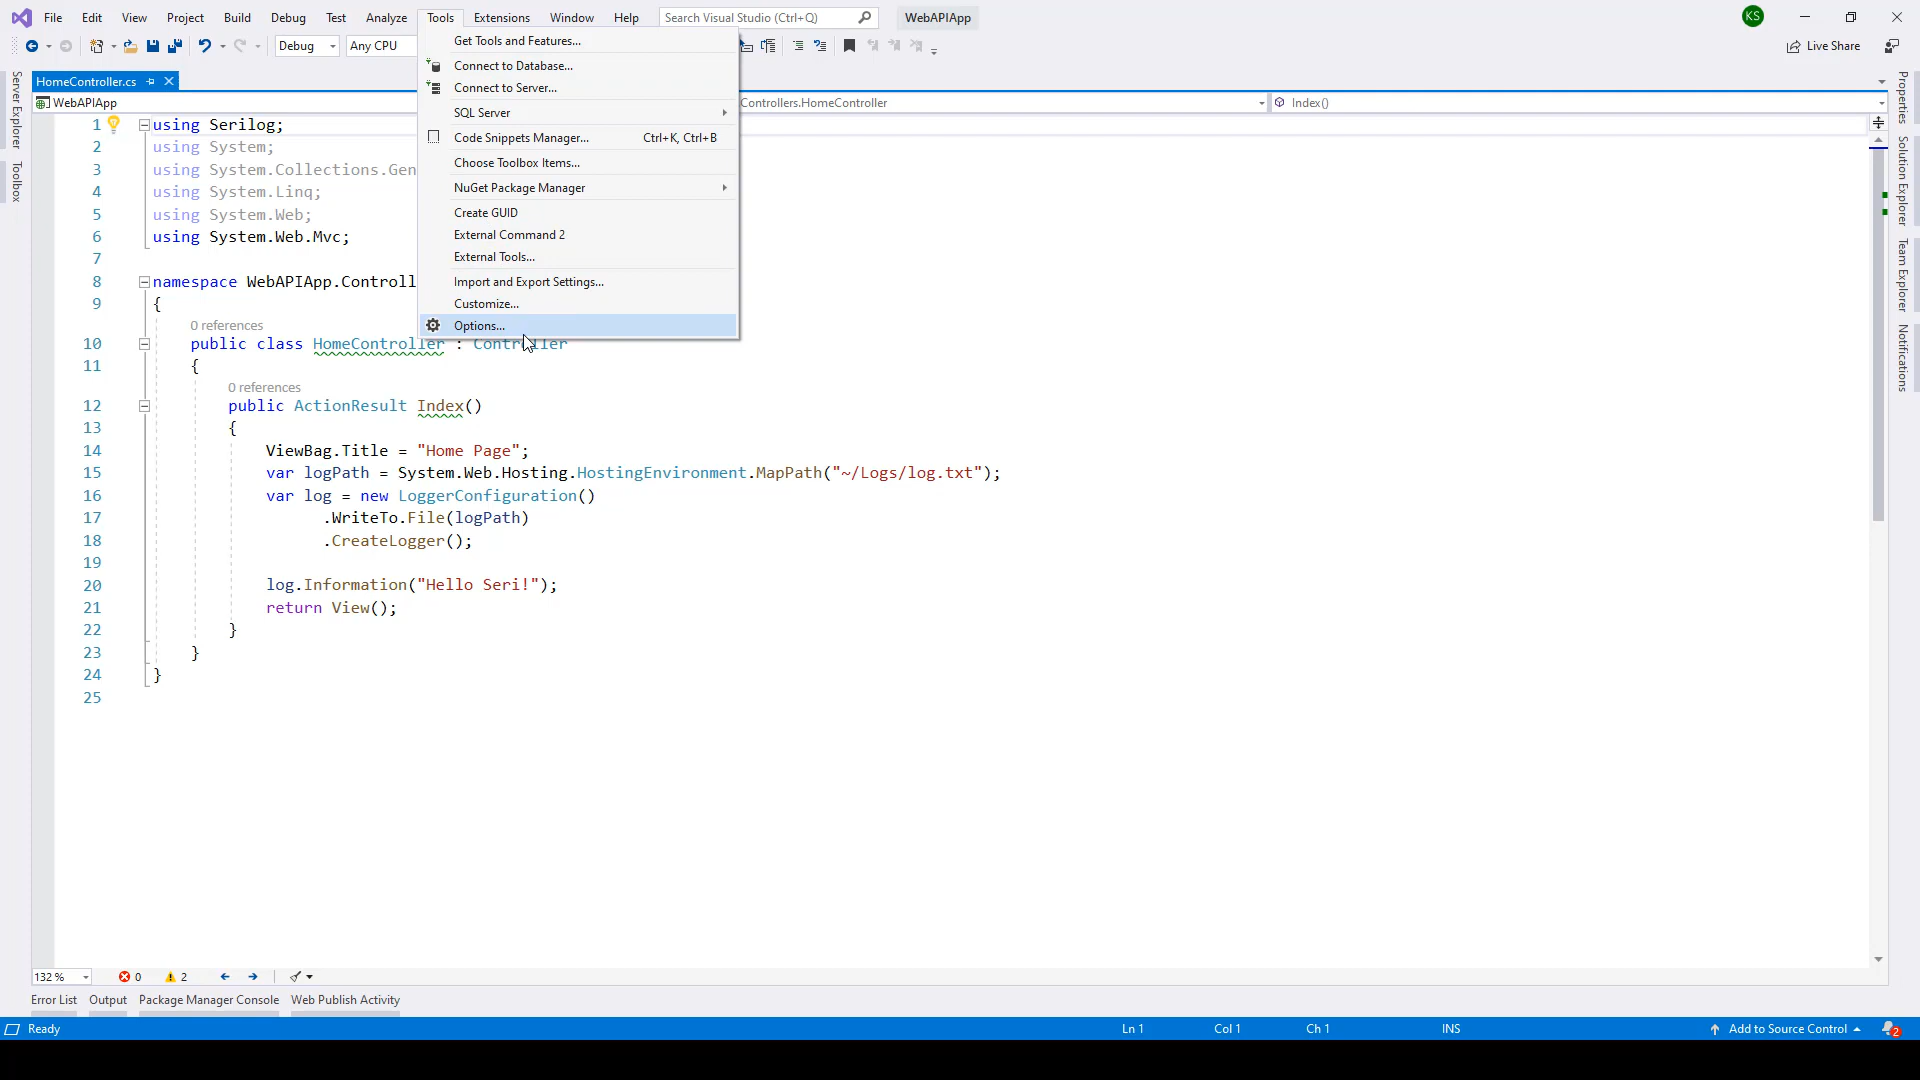 File Edit View Project Build Debug Test Analyze Tools Extensions Window Help Search Visual Studio (Ctrl+Q) WebAPIApp KS
Debug Any CPU Live Share
Get Tools and Features...
Connect to Database...
Connect to Server...
SQL Server
Code Snippets Manager... Ctrl+K, Ctrl+B
Choose Toolbox Items...
NuGet Package Manager
Create GUID
External Command 2
External Tools...
Import and Export Settings...
Customize...
Options...
Server Explorer
Toolbox
HomeController.cs
WebAPIApp Controllers.HomeController Index()
1 using Serilog;
2 using System;
3 using System.Collections.Gen
4 using System.Linq;
5 using System.Web;
6 using System.Web.Mvc;
7
8 namespace WebAPIApp.Controll
9 {
0 references
10 public class HomeController : Controller
11 {
0 references
12 public ActionResult Index()
13 {
14 ViewBag.Title = "Home Page";
15 var logPath = System.Web.Hosting.HostingEnvironment.MapPath("~/Logs/log.txt");
16 var log = new LoggerConfiguration()
17 .WriteTo.File(logPath)
18 .CreateLogger();
19
20 log.Information("Hello Seri!");
21 return View();
22 }
23 }
24 }
25
Properties
Solution Explorer
Team Explorer
Notifications
132 % 0 2
Error List Output Package Manager Console Web Publish Activity
Ready Ln 1 Col 1 Ch 1 INS Add to Source Control 2